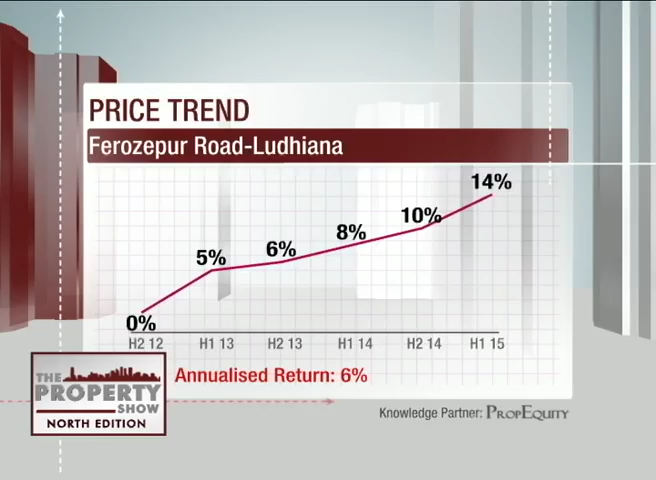 PRICE TREND
Ferozepur Road-Ludhiana
14%
10%
8%
6%
5%
0%
H2 12 H1 13 H2 13 H1 14 H2 14 H1 15
Annualised Return: 6%
THE
PROPERTY
SHOW
NORTH EDITION
Knowledge Partner: PROPEQUITY